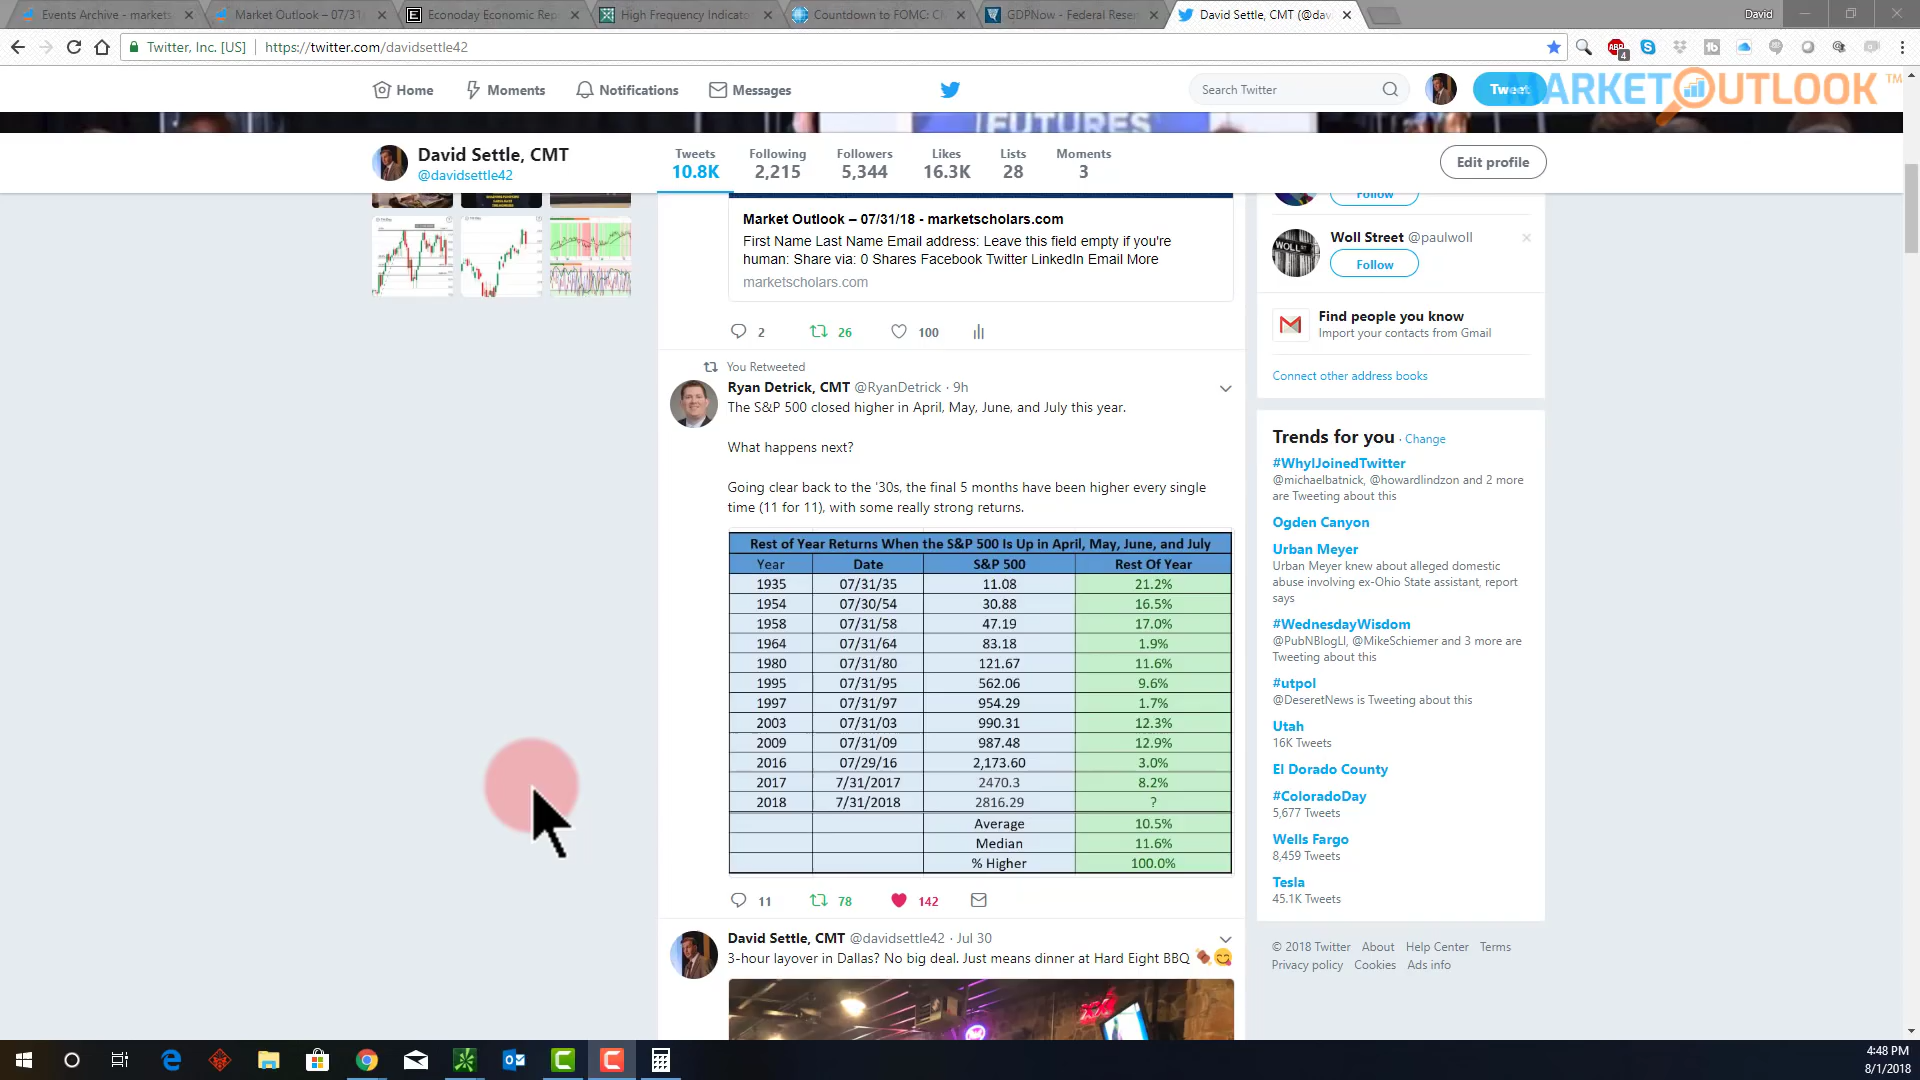 Events Archive - markets
Market Outlook – 07/31
Econoday Economic Rep
High Frequency Indicato
Countdown to FOMC: C
GDPNow - Federal Reser
David Settle, CMT (@dav
David
Twitter, Inc. [US]
https://twitter.com/davidsettle42
Home
Moments
Notifications
Messages
Search Twitter
Tweet
MARKETOUTLOOK™
FUTURES
David Settle, CMT
@davidsettle42
Tweets
10.8K
Following
2,215
Followers
5,344
Likes
16.3K
Lists
28
Moments
3
Edit profile
Market Outlook – 07/31/18 - marketscholars.com
First Name Last Name Email address: Leave this field empty if you're
human: Share via: 0 Shares Facebook Twitter LinkedIn Email More
marketscholars.com
2
26
100
You Retweeted
Ryan Detrick, CMT @RyanDetrick · 9h
The S&P 500 closed higher in April, May, June, and July this year.
What happens next?
Going clear back to the '30s, the final 5 months have been higher every single
time (11 for 11), with some really strong returns.
Rest of Year Returns When the S&P 500 Is Up in April, May, June, and July
Year Date S&P 500 Rest Of Year
1935 07/31/35 11.08 21.2%
1954 07/30/54 30.88 16.5%
1958 07/31/58 47.19 17.0%
1964 07/31/64 83.18 1.9%
1980 07/31/80 121.67 11.6%
1995 07/31/95 562.06 9.6%
1997 07/31/97 954.29 1.7%
2003 07/31/03 990.31 12.3%
2009 07/31/09 987.48 12.9%
2016 07/29/16 2,173.60 3.0%
2017 7/31/2017 2470.3 8.2%
2018 7/31/2018 2816.29 ?
Average 10.5%
Median 11.6%
% Higher 100.0%
11
78
142
David Settle, CMT @davidsettle42 · Jul 30
3-hour layover in Dallas? No big deal. Just means dinner at Hard Eight BBQ
Follow
Woll Street @paulwoll
WOLL ST
Follow
Find people you know
Import your contacts from Gmail
Connect other address books
Trends for you · Change
#WhyIJoinedTwitter
@michaelbatnick, @howardlindzon and 2 more
are Tweeting about this
Ogden Canyon
Urban Meyer
Urban Meyer knew about alleged domestic
abuse involving ex-Ohio State assistant, report
says
#WednesdayWisdom
@PubNBlogLI, @MikeSchiemer and 3 more are
Tweeting about this
#utpol
@DeseretNews is Tweeting about this
Utah
16K Tweets
El Dorado County
#ColoradoDay
5,677 Tweets
Wells Fargo
8,459 Tweets
Tesla
45.1K Tweets
© 2018 Twitter About Help Center Terms
Privacy policy Cookies Ads info
4:48 PM
8/1/2018